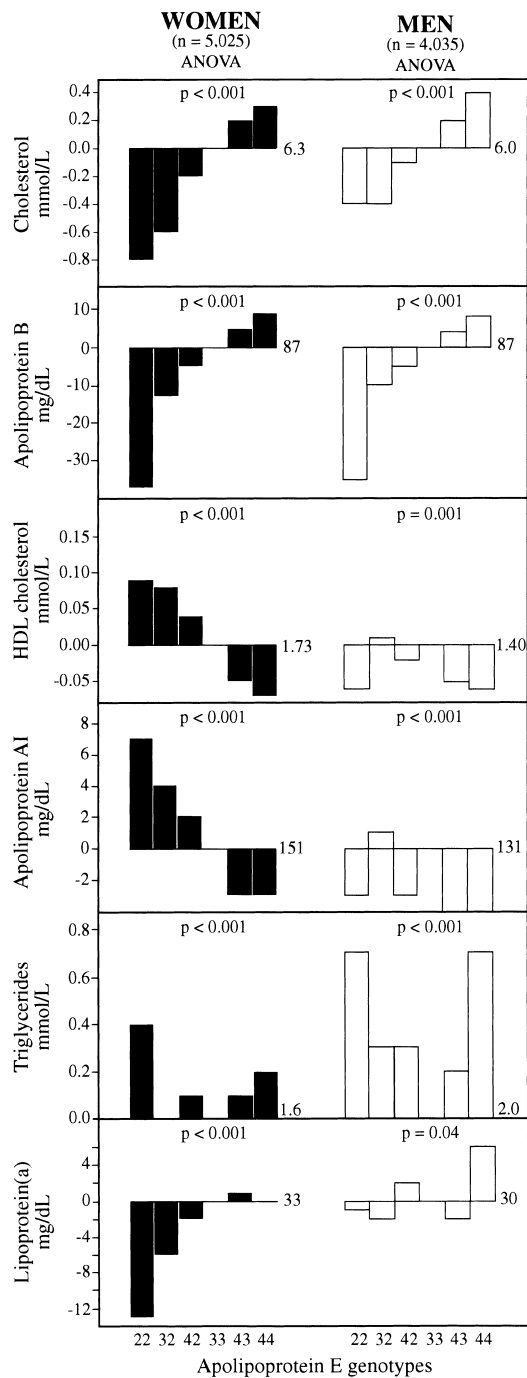 WOMEN MEN
(n = 5,025) (n = 4,035)
ANOVA ANOVA
p < 0.001 p < 0.001
Cholesterol
mmol/L
0.4
0.2
0.0
-0.2
-0.4
-0.6
-0.8
6.3 6.0
p < 0.001 p < 0.001
Apolipoprotein B
mg/dL
10
0
-10
-20
-30
87 87
p < 0.001 p = 0.001
HDL cholesterol
mmol/L
0.15
0.10
0.05
0.00
-0.05
1.73 1.40
p < 0.001 p < 0.001
Apolipoprotein AI
mg/dL
8
6
4
2
0
-2
151 131
p < 0.001 p < 0.001
Triglycerides
mmol/L
0.8
0.6
0.4
0.2
0.0
1.6 2.0
p < 0.001 p = 0.04
Lipoprotein(a)
mg/dL
4
0
-4
-8
-12
33 30
22 32 42 33 43 44 22 32 42 33 43 44
Apolipoprotein E genotypes